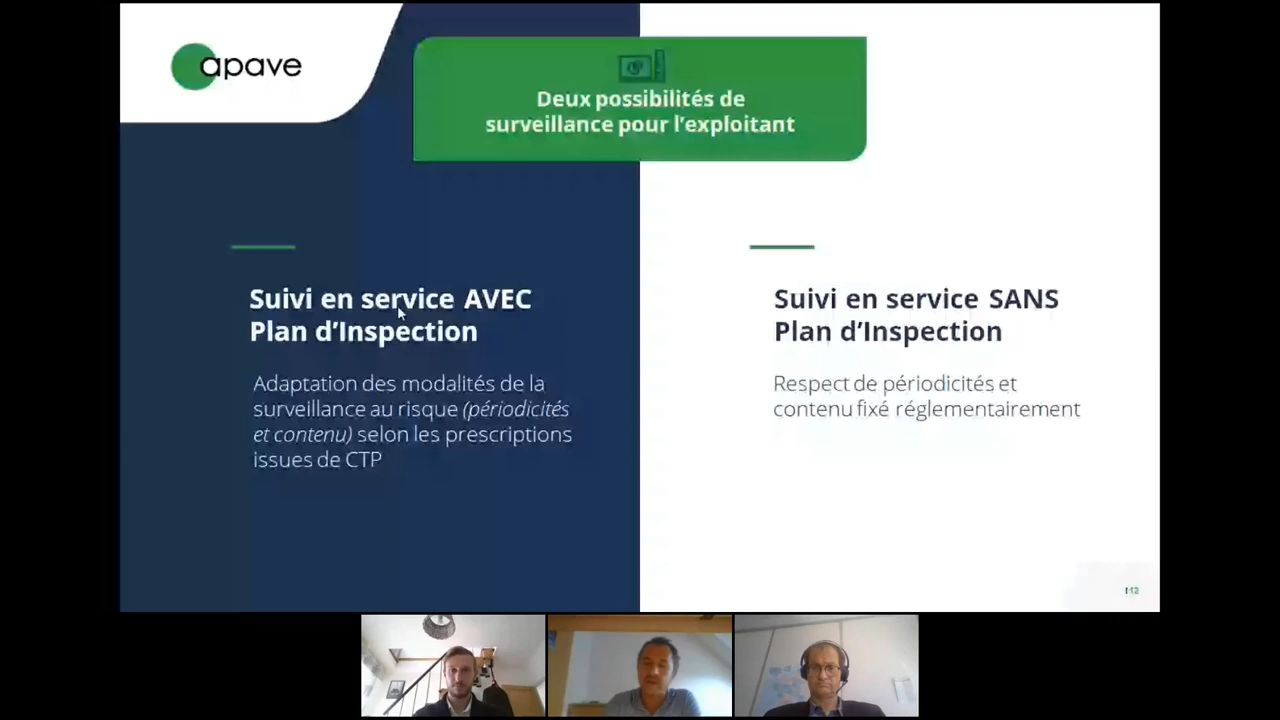 apave
Deux possibilités de
surveillance pour l'exploitant
Suivi en service AVEC
Plan d'Inspection
Adaptation des modalités de la
surveillance au risque (périodicités
et contenu) selon les prescriptions
issues de CTP
Suivi en service SANS
Plan d'Inspection
Respect de périodicités et
contenu fixé réglementairement